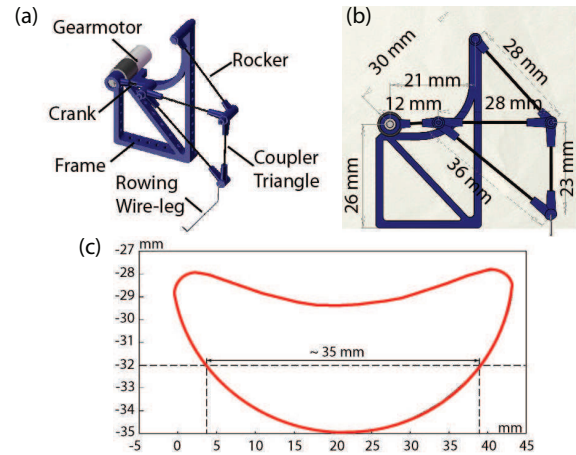 (a)
Gearmotor
Rocker
Crank
Frame
Coupler
Triangle
Rowing
Wire-leg
(b)
30 mm
28 mm
21 mm
12 mm
28 mm
36 mm
26 mm
23 mm
(c)
-27
mm
-28
-29
-30
-31
-32
-33
-34
-35
~ 35 mm
mm
-5
0
5
10
15
20
25
30
35
40
45